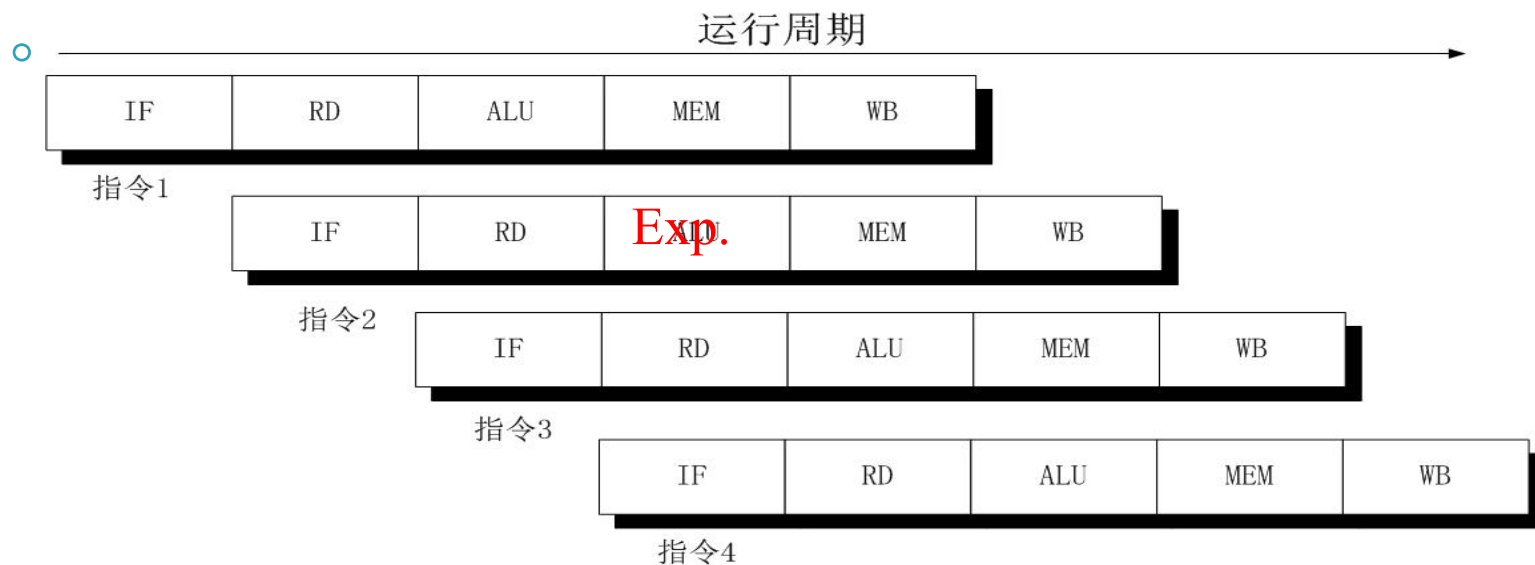 运行周期
IF RD ALU MEM WB
指令1
IF RD ALU Exp. MEM WB
指令2
IF RD ALU MEM WB
指令3
IF RD ALU MEM WB
指令4